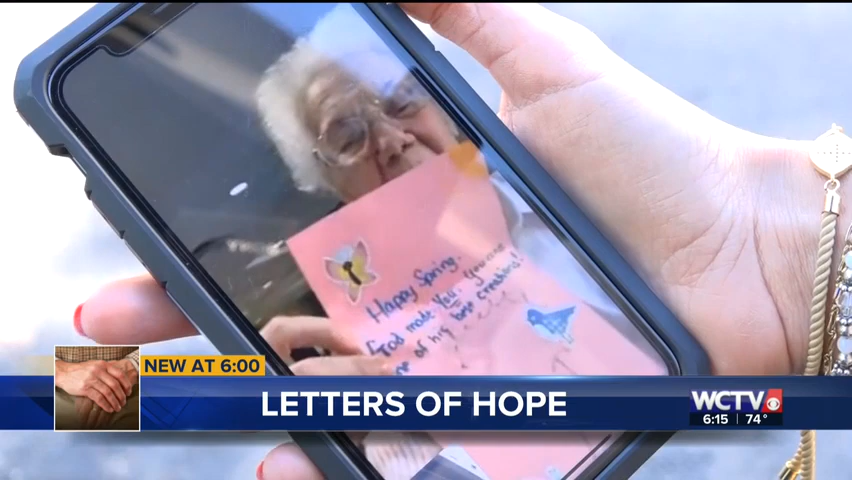 Happy Spring.
God made You. You are
one of his best creations!
NEW AT 6:00
LETTERS OF HOPE
WCTV
6:15 74°